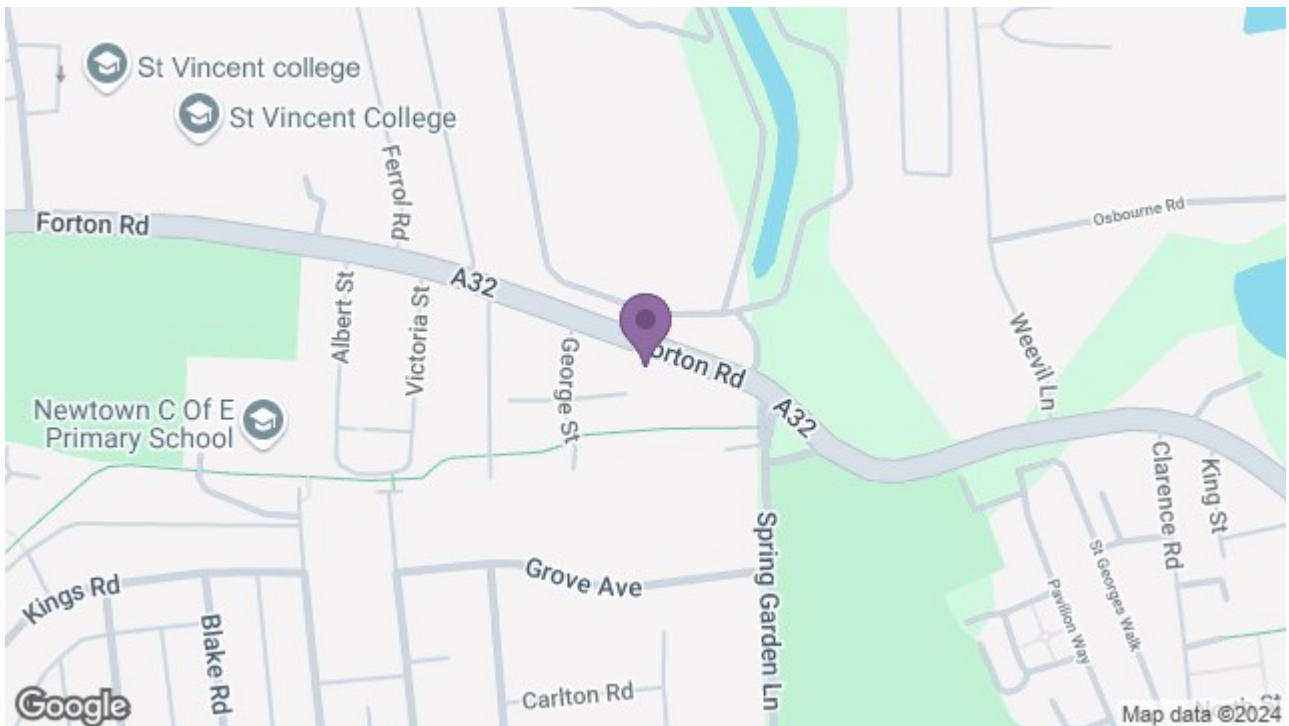 St Vincent college
St Vincent College
Ferrol Rd
Forton Rd
Osbourne Rd
A32
Albert St
Victoria St
George St
orton Rd
Weevil Ln
Newtown C Of E
Primary School
A32
Clarence Rd
King St
Spring Garden Ln
Grove Ave
Kings Rd
Blake Rd
St Georges Walk
Pavilion Way
Carlton Rd
Google
Map data ©2024